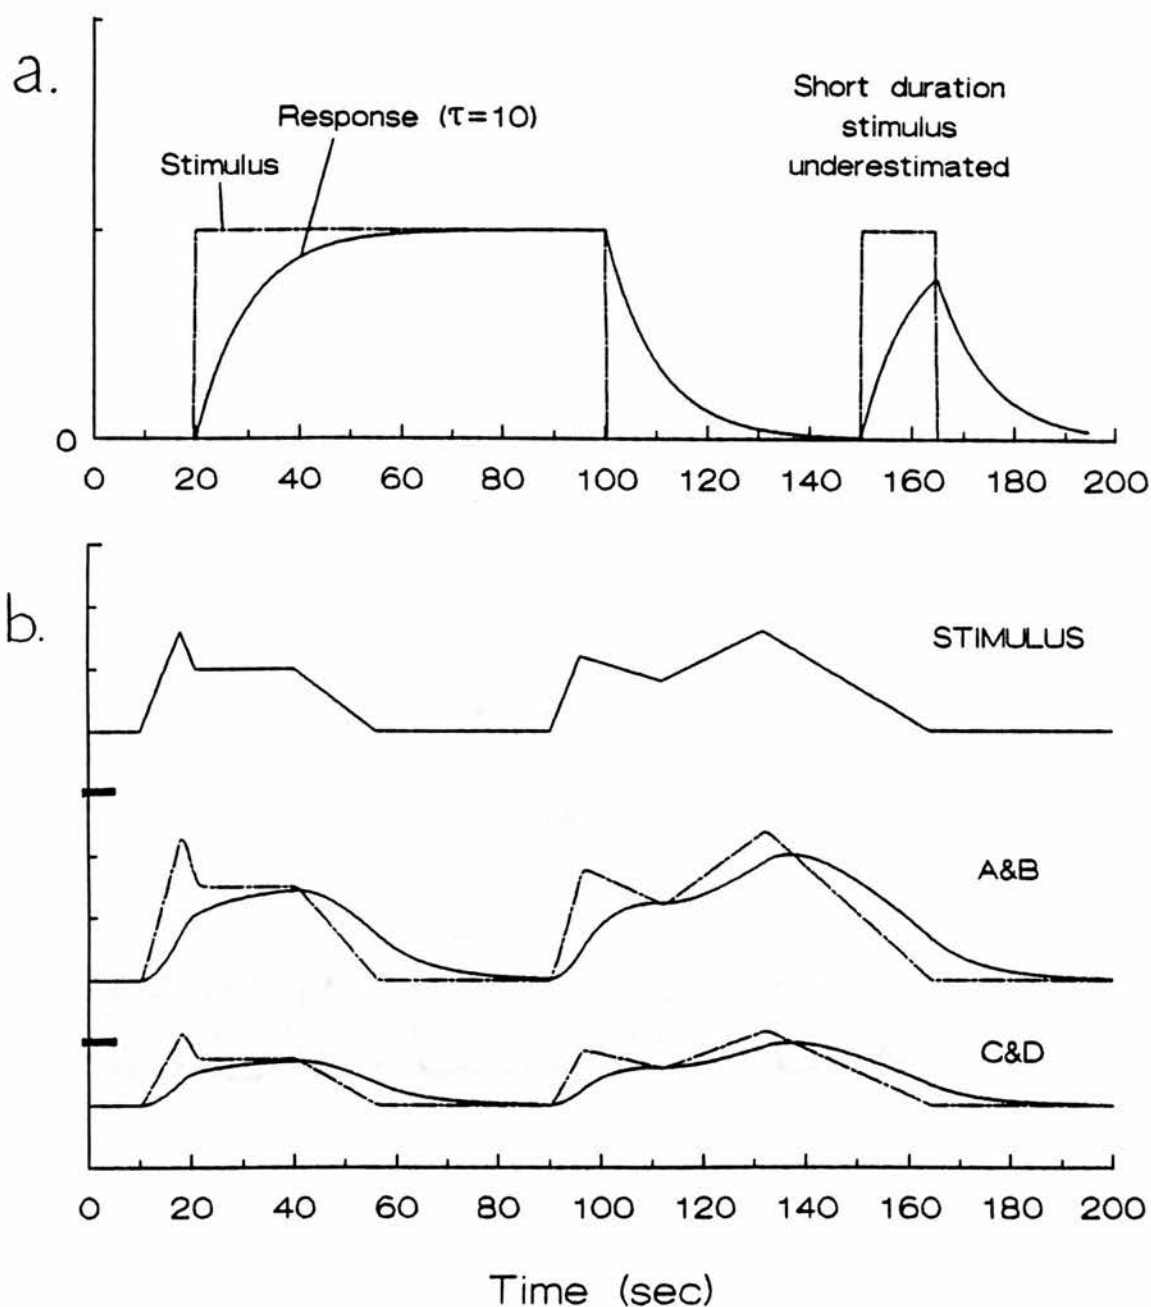 a.
Response (τ=10)
Stimulus
Short duration
stimulus
underestimated
0
0 20 40 60 80 100 120 140 160 180 200
b.
STIMULUS
A&B
C&D
0 20 40 60 80 100 120 140 160 180 200
Time (sec)